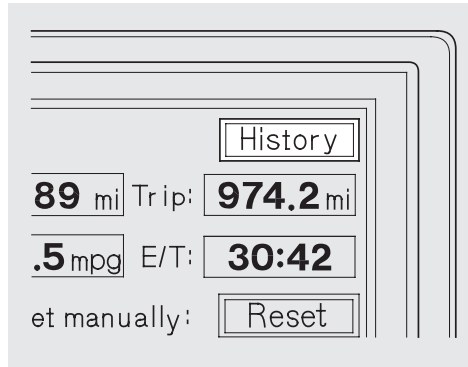 History
89 mi Trip: 974.2 mi
.5 mpg E/T: 30:42
et manually: Reset